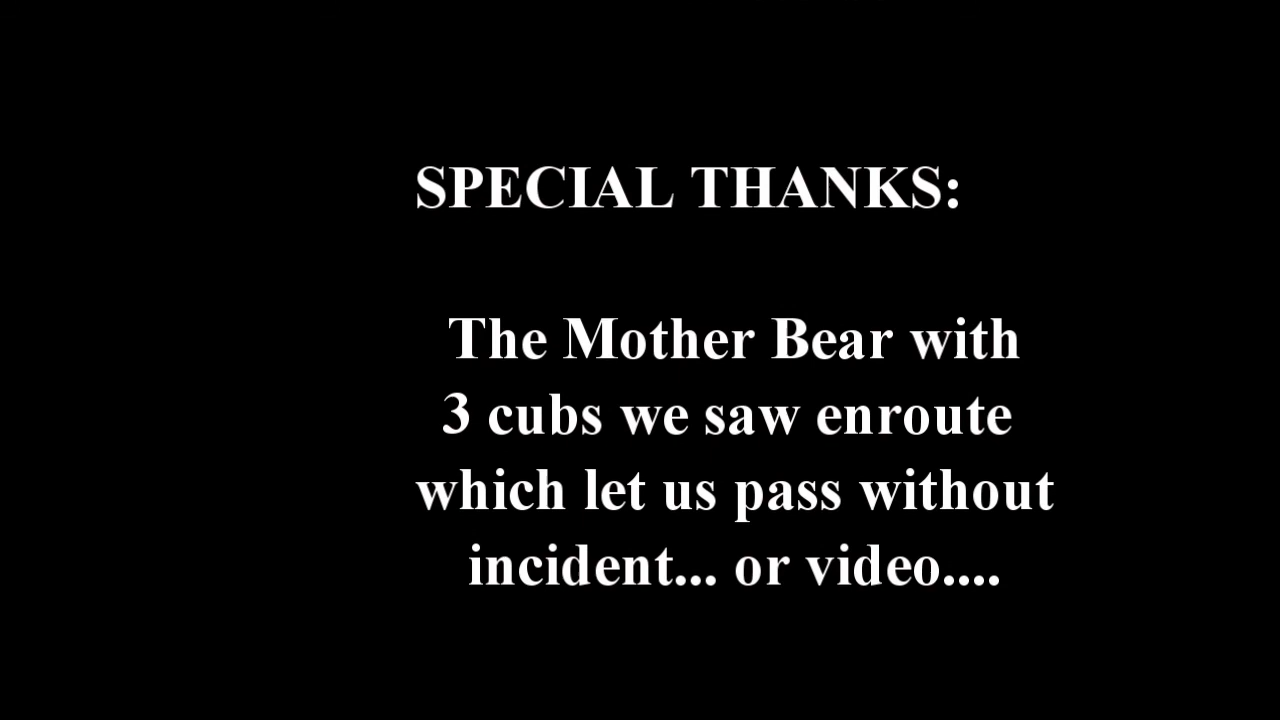 SPECIAL THANKS:
The Mother Bear with
3 cubs we saw enroute
which let us pass without
incident... or video....